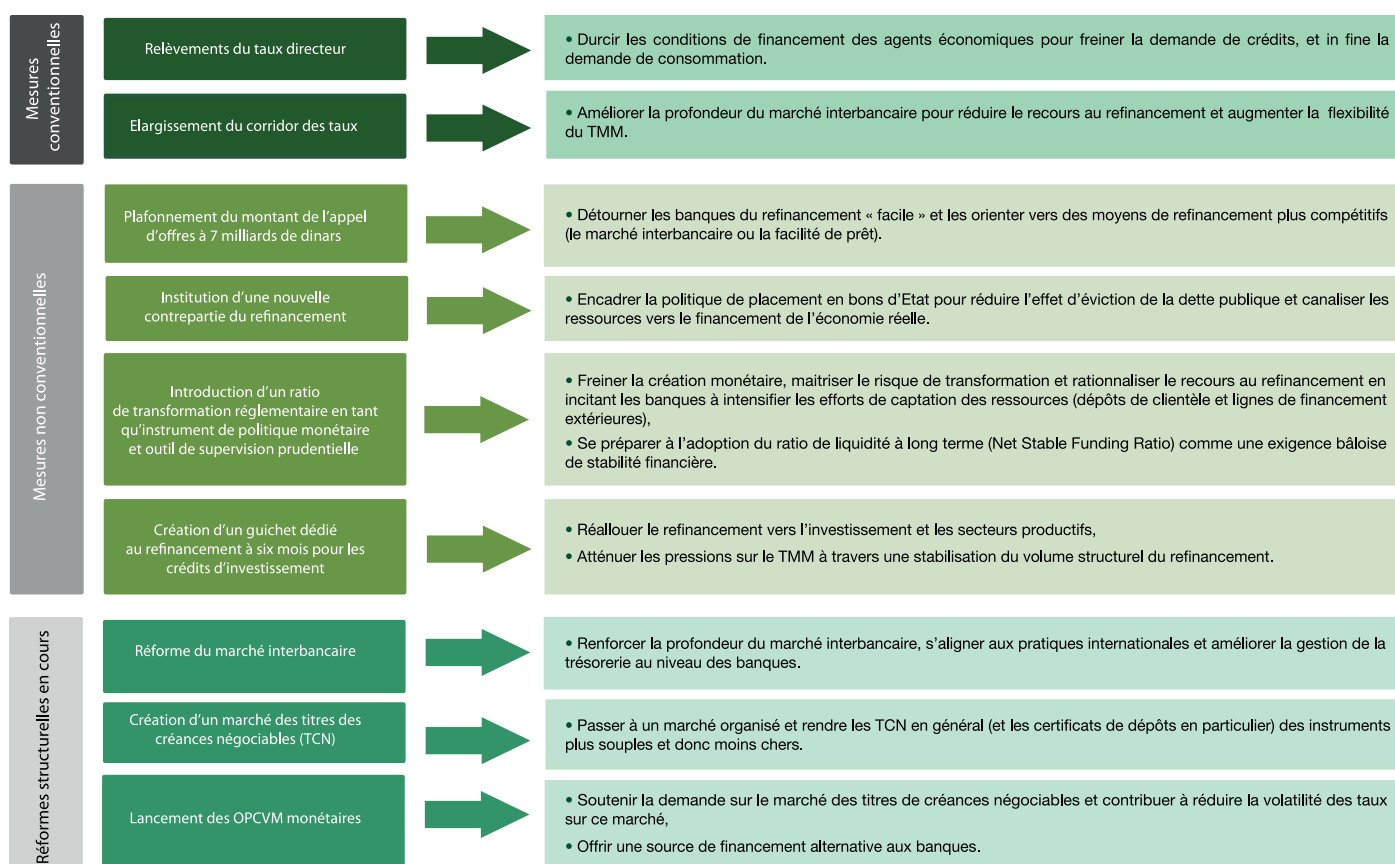 Mesures
conventionnelles
Relèvements du taux directeur
• Durcir les conditions de financement des agents économiques pour freiner la demande de crédits, et in fine la
demande de consommation.
Elargissement du corridor des taux
• Améliorer la profondeur du marché interbancaire pour réduire le recours au refinancement et augmenter la flexibilité
du TMM.
Mesures non conventionnelles
Plafonnement du montant de l'appel
d'offres à 7 milliards de dinars
• Détourner les banques du refinancement « facile » et les orienter vers des moyens de refinancement plus compétitifs
(le marché interbancaire ou la facilité de prêt).
Institution d'une nouvelle
contrepartie du refinancement
• Encadrer la politique de placement en bons d'Etat pour réduire l'effet d'éviction de la dette publique et canaliser les
ressources vers le financement de l'économie réelle.
Introduction d'un ratio
de transformation réglementaire en tant
qu'instrument de politique monétaire
et outil de supervision prudentielle
• Freiner la création monétaire, maitriser le risque de transformation et rationnaliser le recours au refinancement en
incitant les banques à intensifier les efforts de captation des ressources (dépôts de clientèle et lignes de financement
extérieures),
• Se préparer à l'adoption du ratio de liquidité à long terme (Net Stable Funding Ratio) comme une exigence bâloise
de stabilité financière.
Création d'un guichet dédié
au refinancement à six mois pour les
crédits d'investissement
• Réallouer le refinancement vers l'investissement et les secteurs productifs,
• Atténuer les pressions sur le TMM à travers une stabilisation du volume structurel du refinancement.
Réformes structurelles en cours
Réforme du marché interbancaire
• Renforcer la profondeur du marché interbancaire, s'aligner aux pratiques internationales et améliorer la gestion de la
trésorerie au niveau des banques.
Création d'un marché des titres des
créances négociables (TCN)
• Passer à un marché organisé et rendre les TCN en général (et les certificats de dépôts en particulier) des instruments
plus souples et donc moins chers.
Lancement des OPCVM monétaires
• Soutenir la demande sur le marché des titres de créances négociables et contribuer à réduire la volatilité des taux
sur ce marché,
• Offrir une source de financement alternative aux banques.